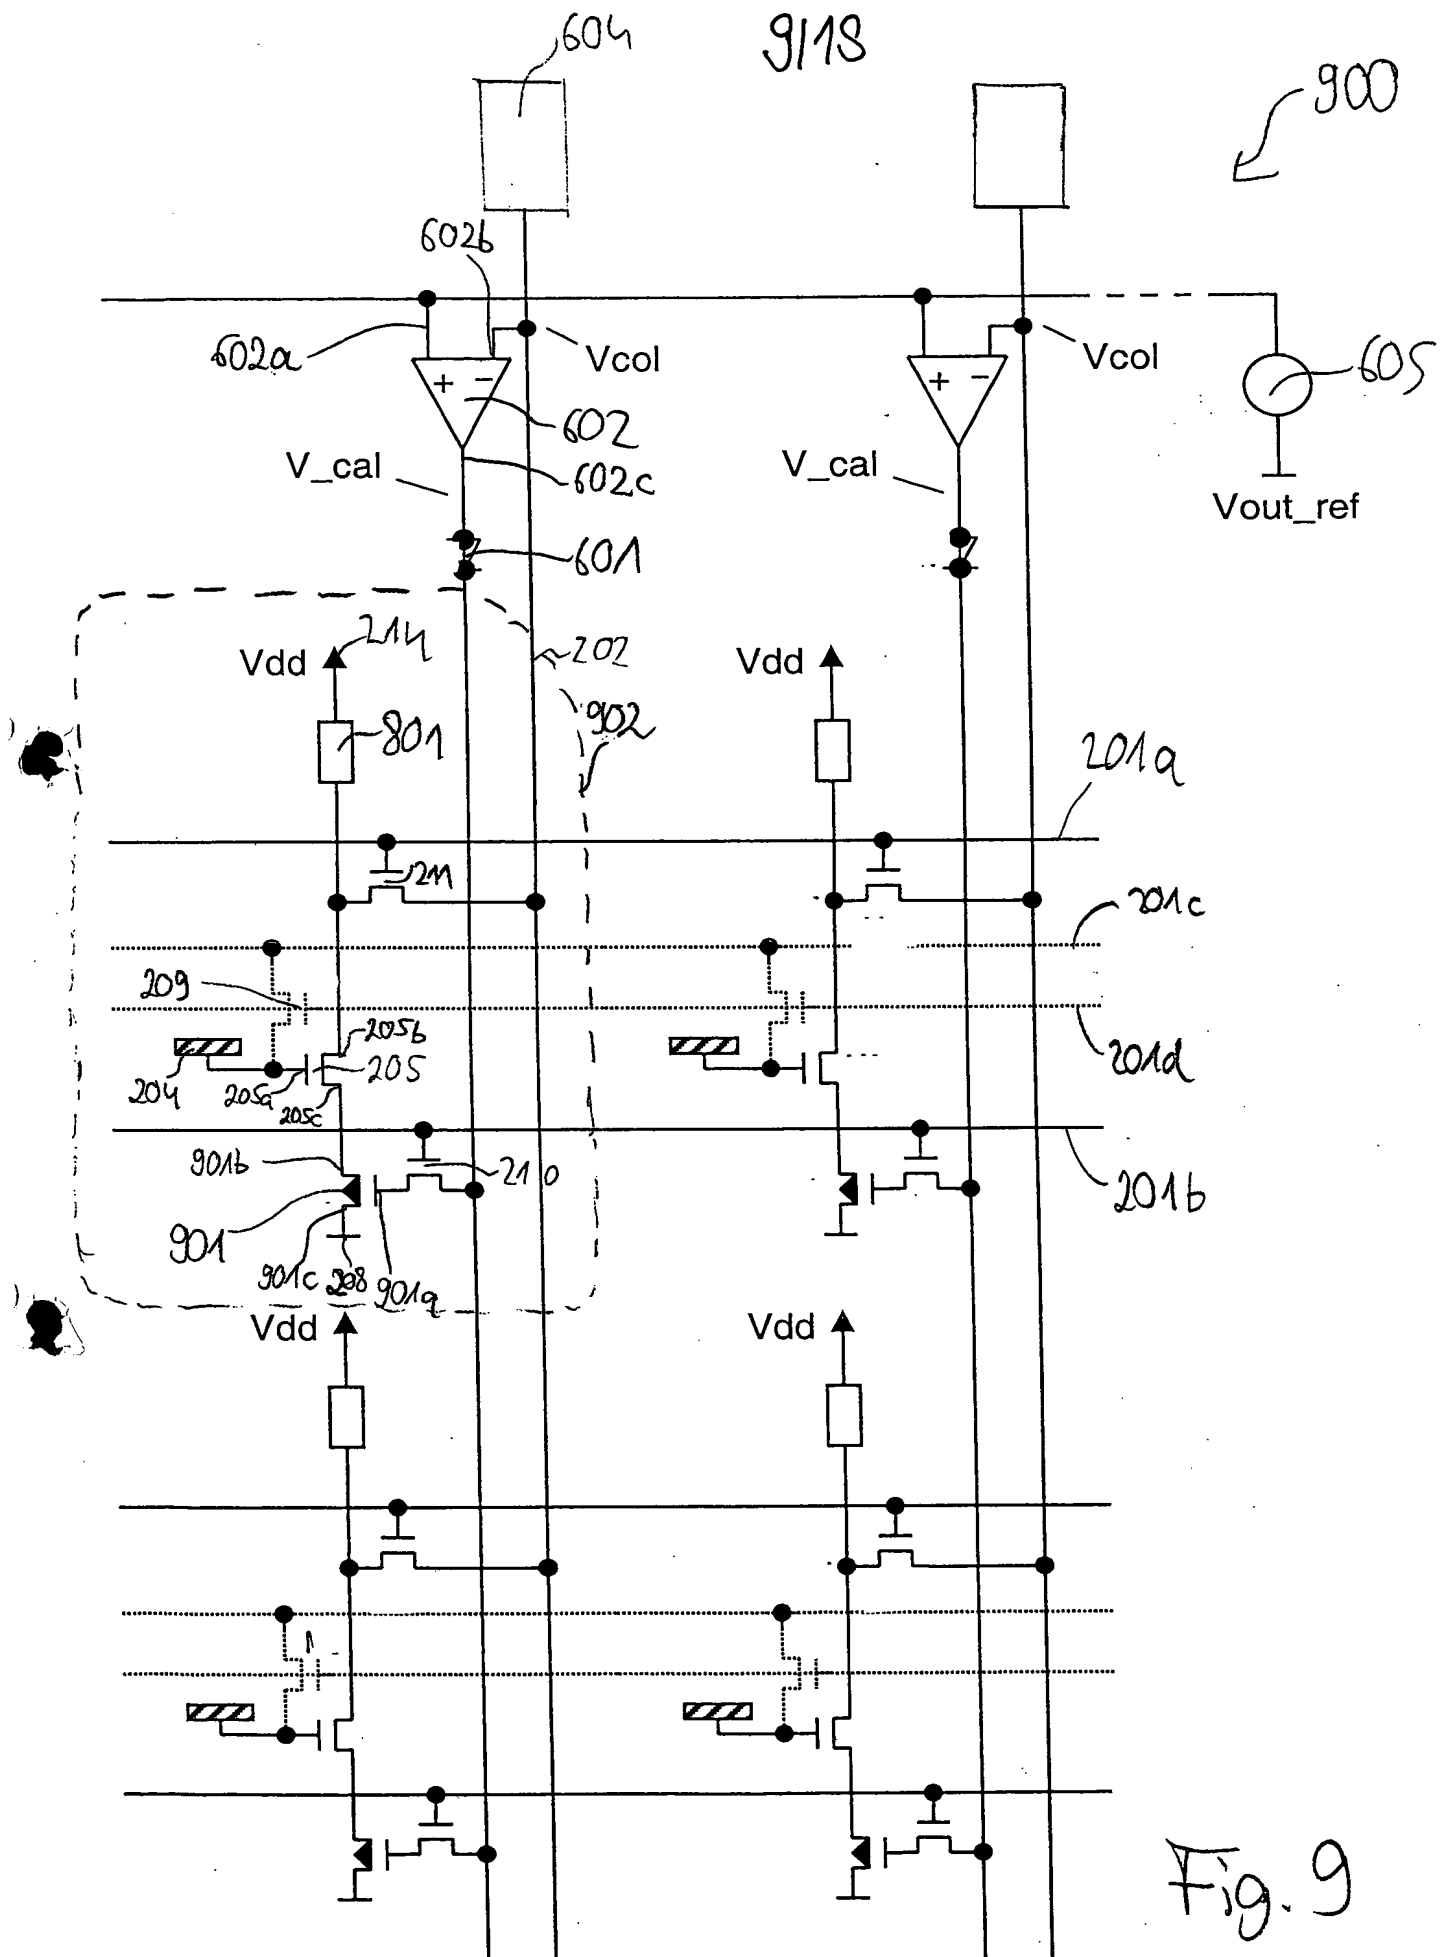 9/18
604
900
602b
602a
Vcol
Vcol
605
+ -
+ -
602
V_cal
602c
V_cal
Vout_ref
601
Vdd
214
202
Vdd
902
801
201a
211
201c
209
205b
205
201d
204
205a
205c
901b
210
201b
901
901c
208
901a
Vdd
Vdd
Fig. 9